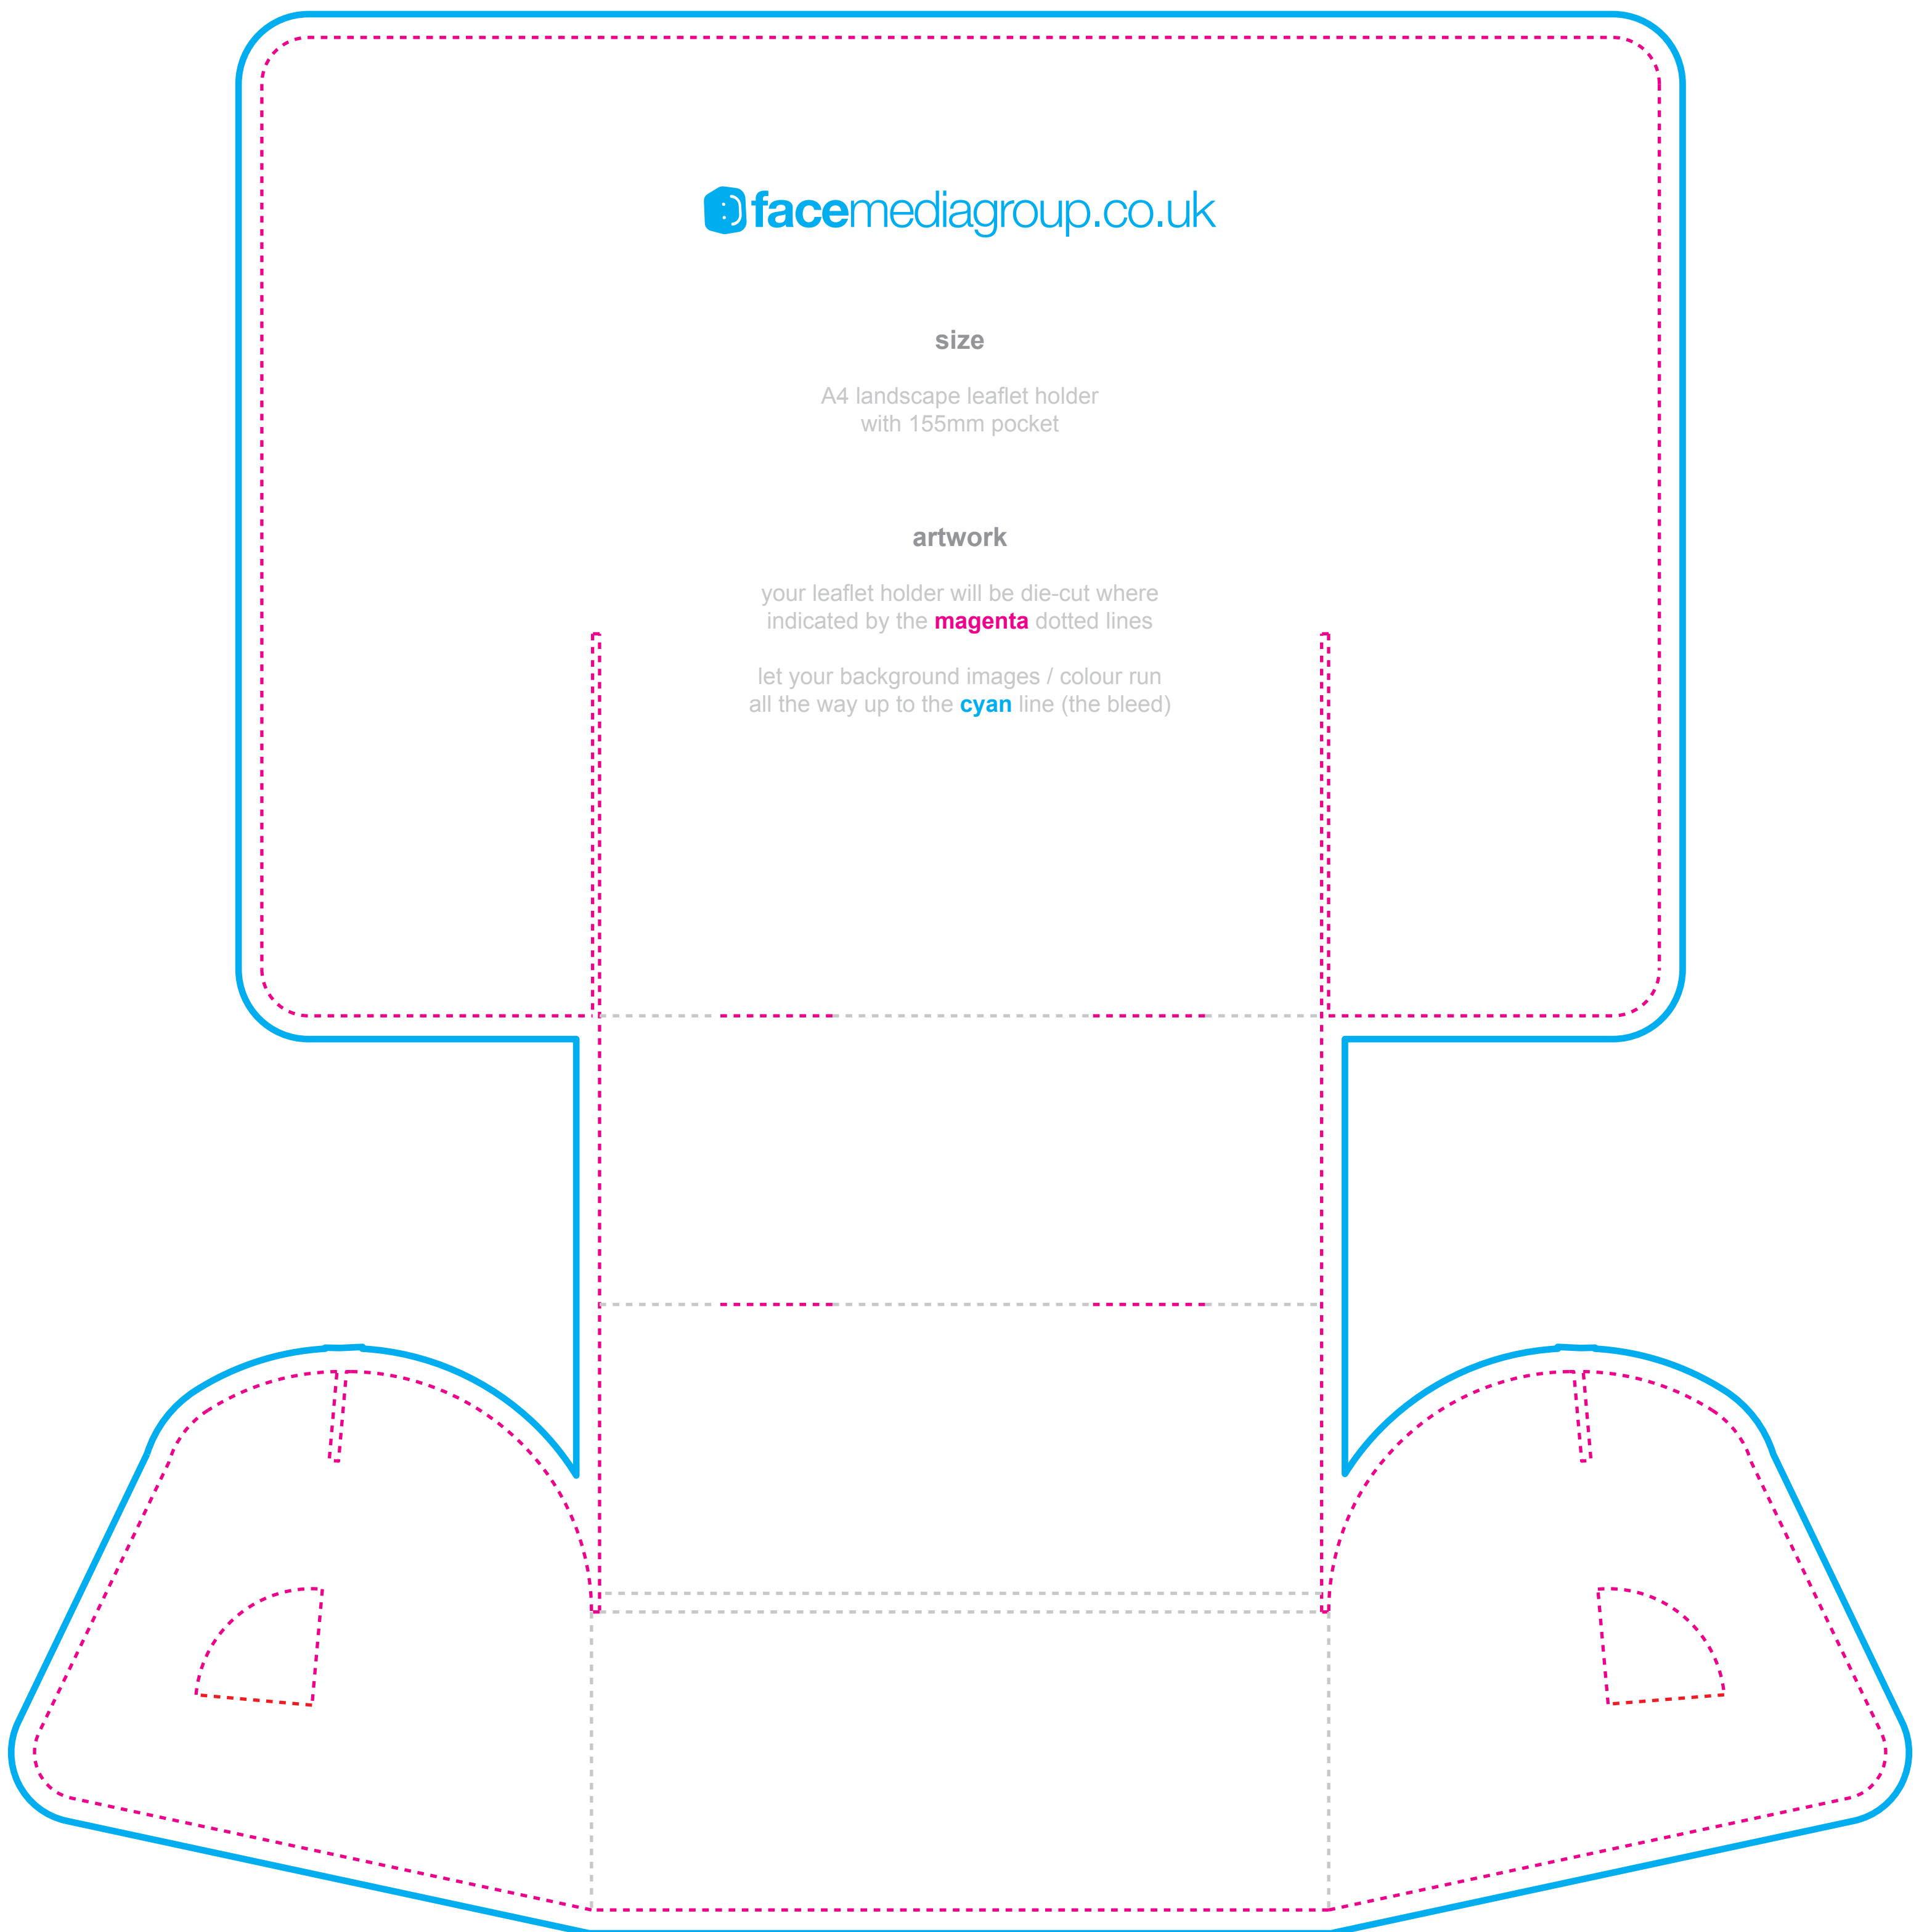 facemediagroup.co.uk
size
A4 landscape leaflet holder
with 155mm pocket
artwork
your leaflet holder will be die-cut where
indicated by the magenta dotted lines
let your background images / colour run
all the way up to the cyan line (the bleed)